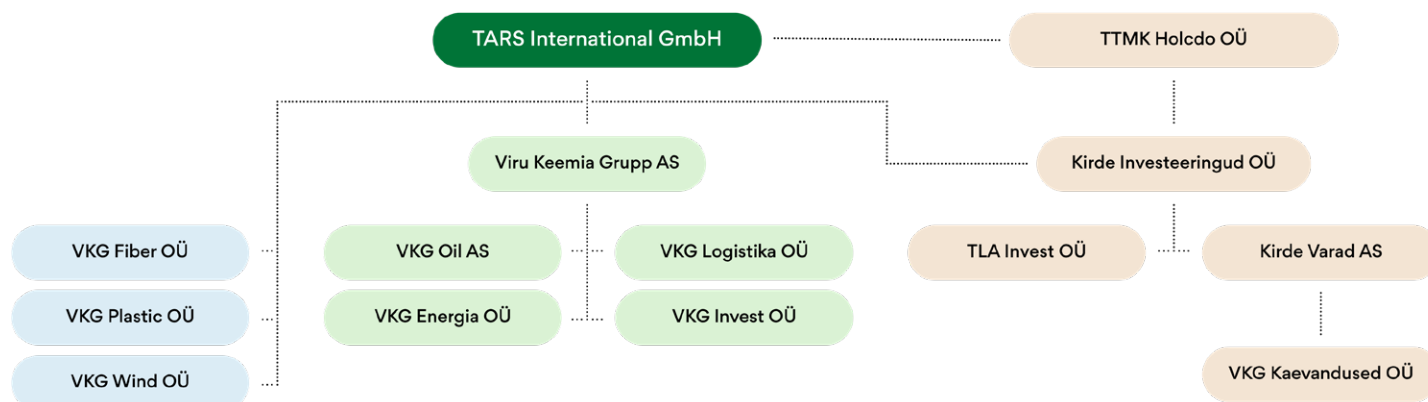 TARS International GmbH
TTMK Holcdo OÜ
Viru Keemia Grupp AS
Kirde Investeeringud OÜ
VKG Fiber OÜ
VKG Oil AS
VKG Logistika OÜ
TLA Invest OÜ
Kirde Varad AS
VKG Plastic OÜ
VKG Energia OÜ
VKG Invest OÜ
VKG Wind OÜ
VKG Kaevandused OÜ